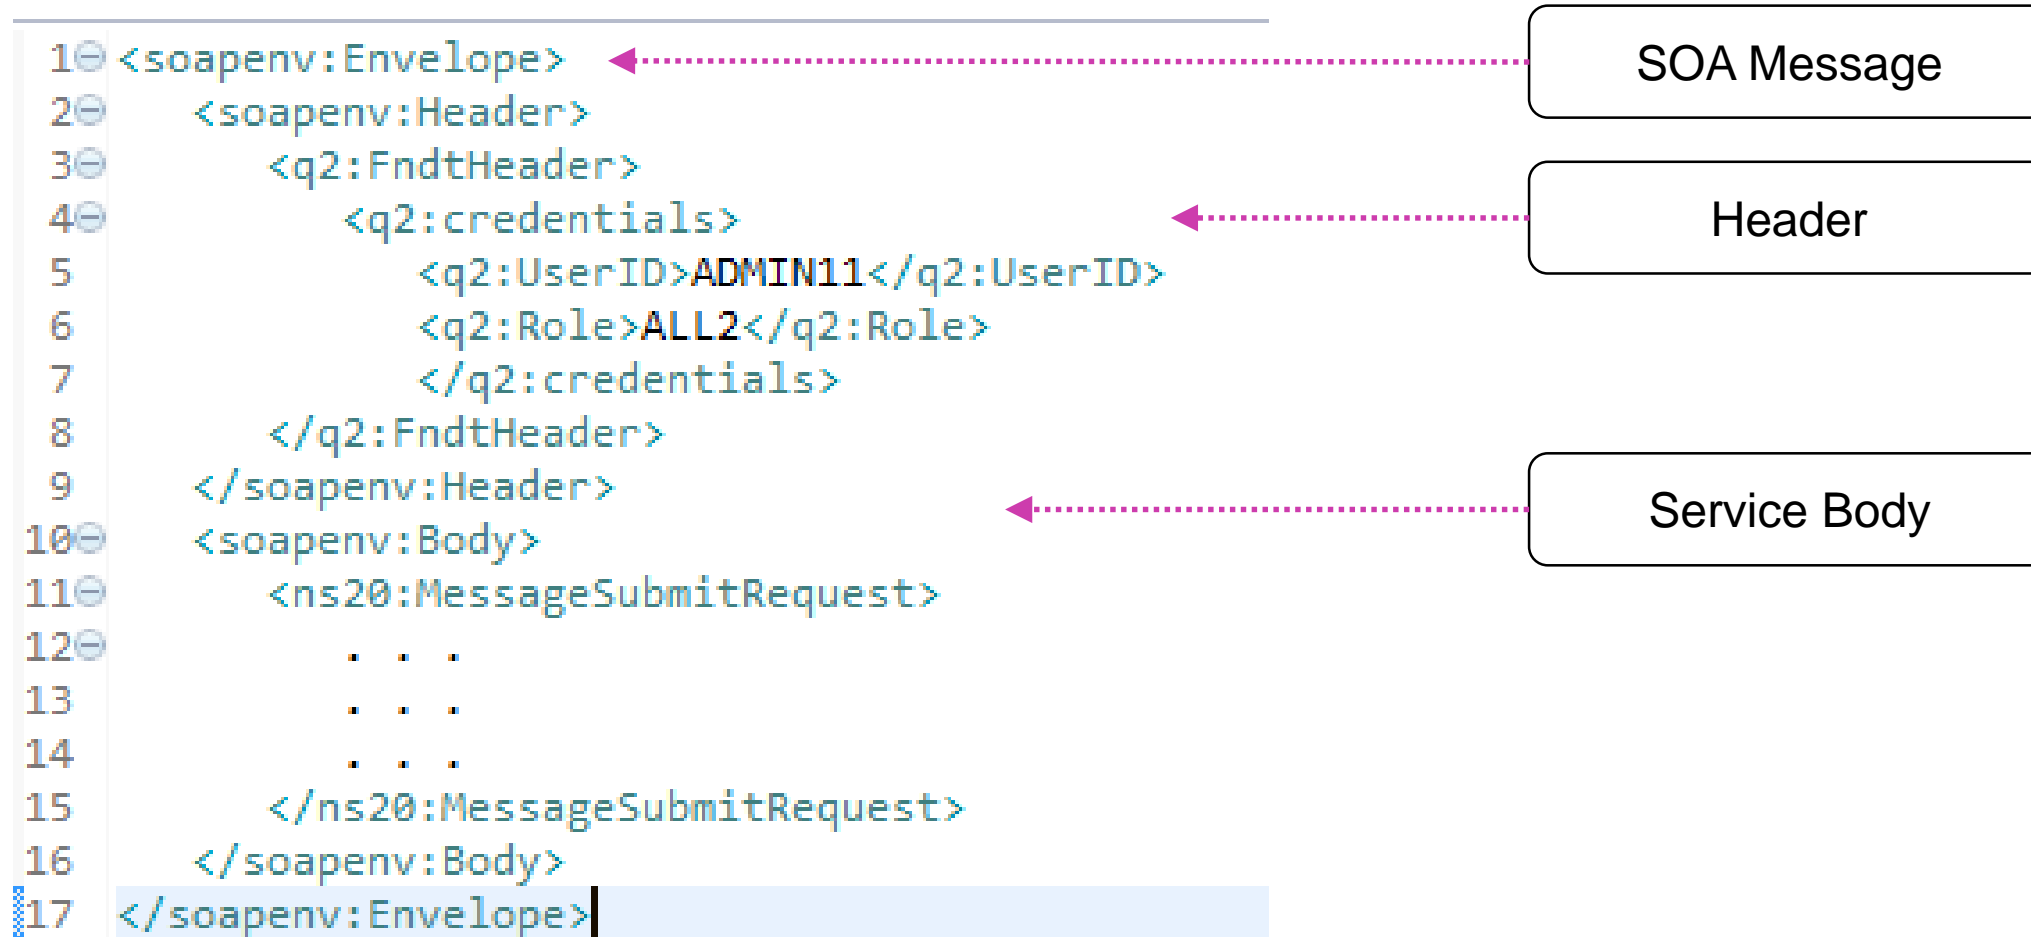 1 <soapenv:Envelope>
SOA Message
2 <soapenv:Header>
3 <q2:FndtHeader>
4 <q2:credentials>
Header
5 <q2:UserID>ADMIN11</q2:UserID>
6 <q2:Role>ALL2</q2:Role>
7 </q2:credentials>
8 </q2:FndtHeader>
9 </soapenv:Header>
Service Body
10 <soapenv:Body>
11 <ns20:MessageSubmitRequest>
12 . . .
13 . . .
14 . . .
15 </ns20:MessageSubmitRequest>
16 </soapenv:Body>
17 </soapenv:Envelope>